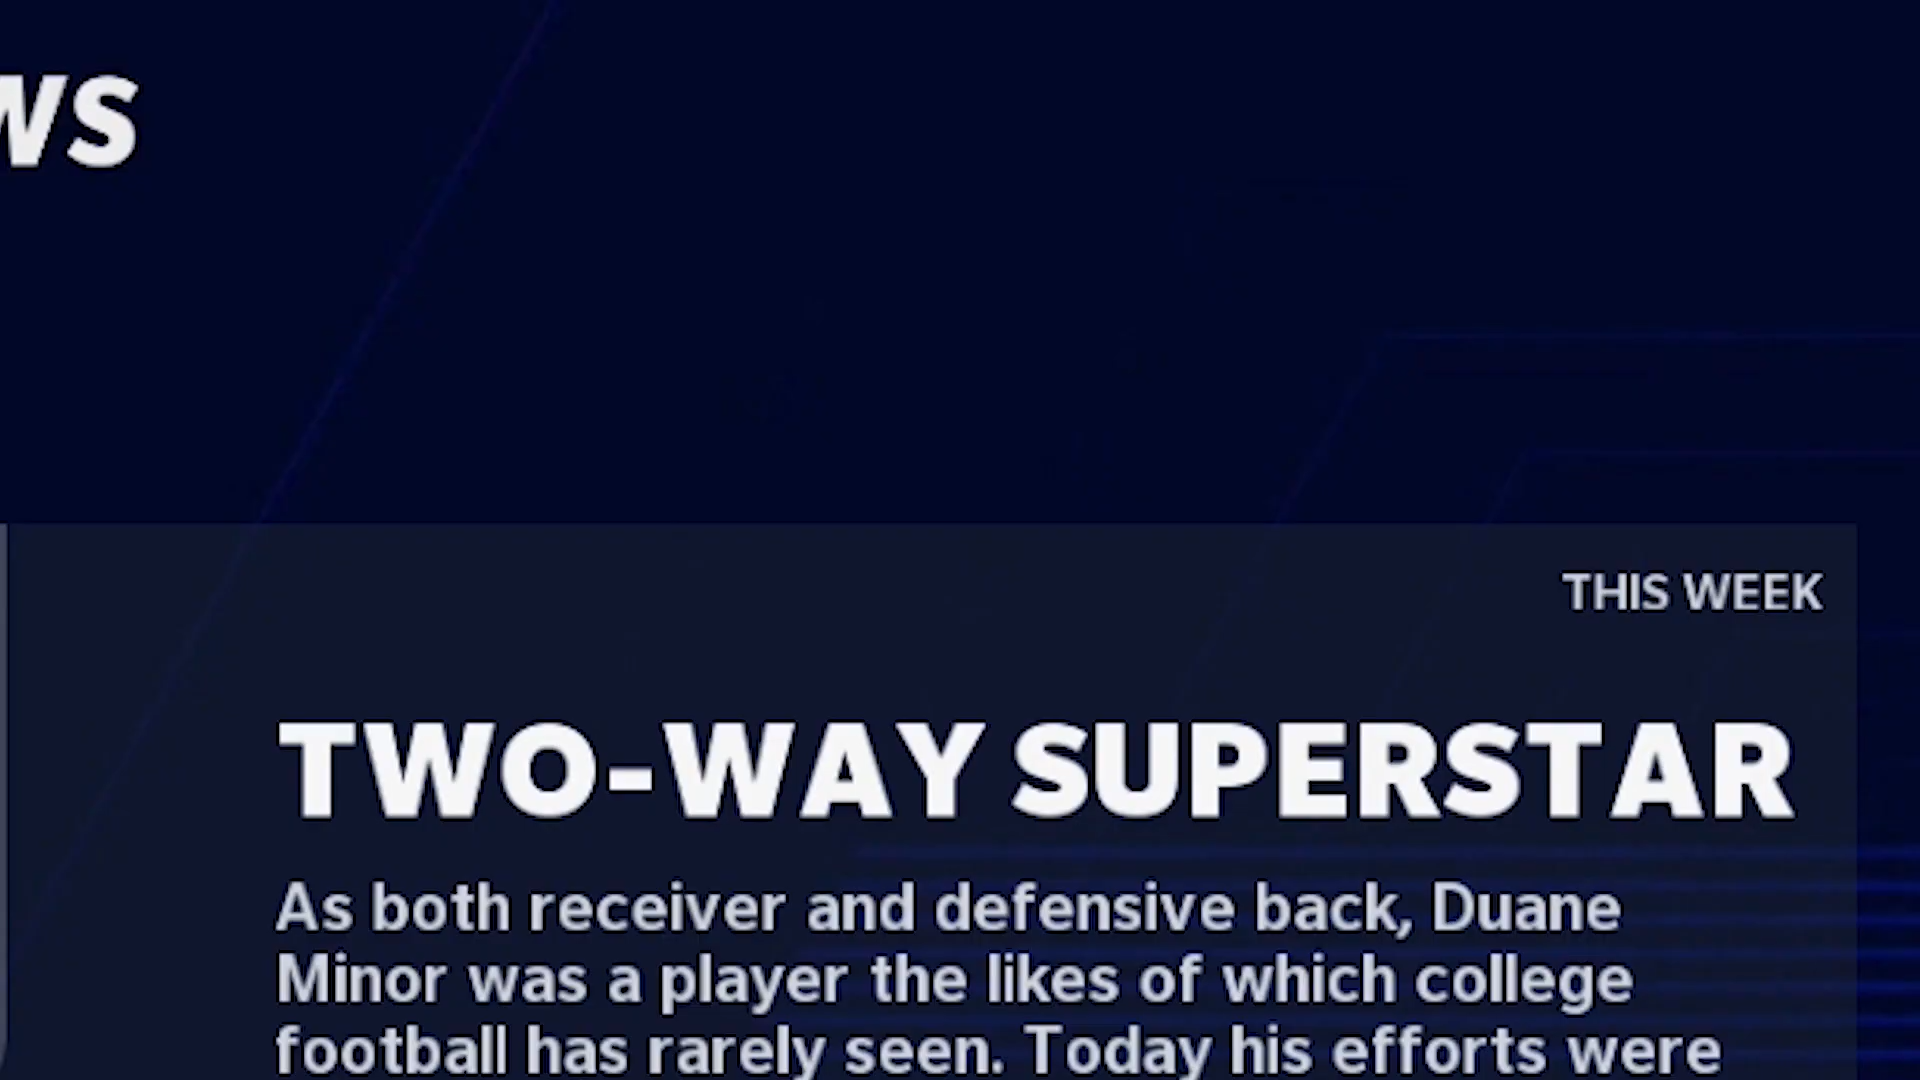 WS
THIS WEEK
TWO-WAY SUPERSTAR
As both receiver and defensive back, Duane
Minor was a player the likes of which college
football has rarely seen. Today his efforts were